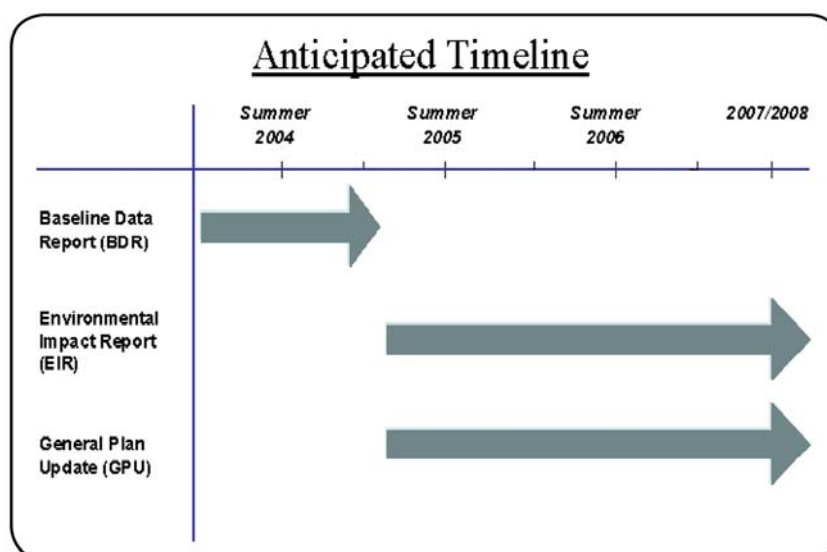 Anticipated Timeline
Summer
2004
Summer
2005
Summer
2006
2007/2008
Baseline Data
Report (BDR)
Environmental
Impact Report
(EIR)
General Plan
Update (GPU)